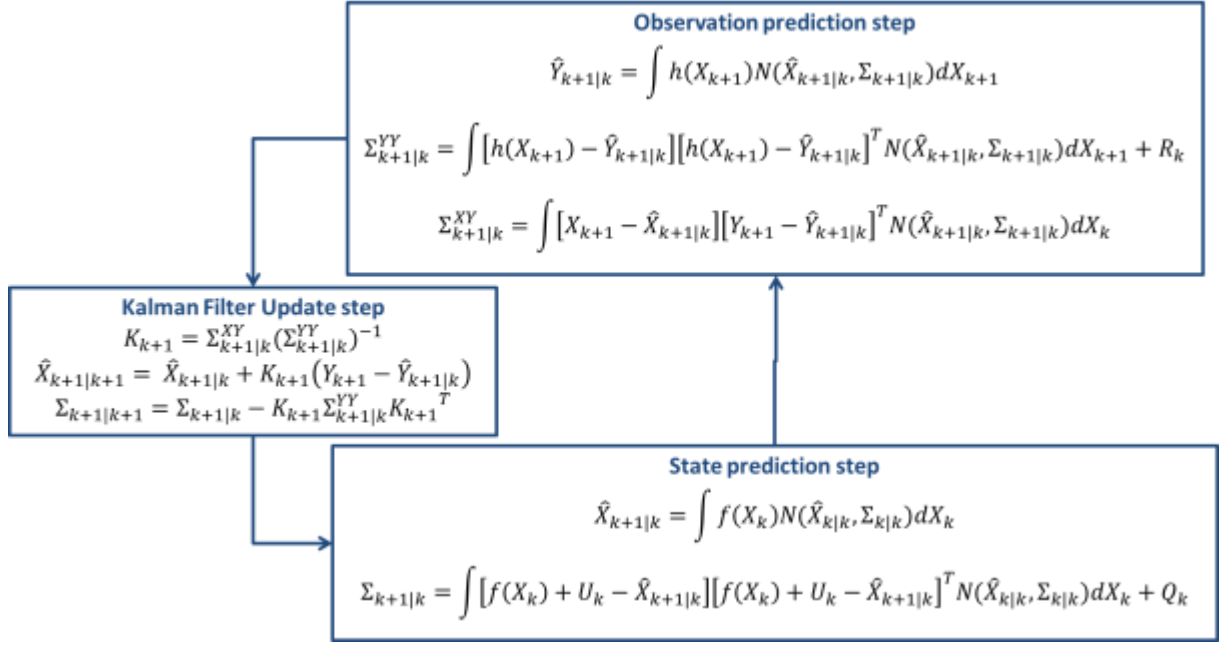 Observation prediction step
Ŷ_{k+1|k} = ∫ h(X_{k+1})N(X̂_{k+1|k}, Σ_{k+1|k})dX_{k+1}
Σ^{YY}_{k+1|k} = ∫[h(X_{k+1}) − Ŷ_{k+1|k}][h(X_{k+1}) − Ŷ_{k+1|k}]^T N(X̂_{k+1|k}, Σ_{k+1|k})dX_{k+1} + R_k
Σ^{XY}_{k+1|k} = ∫[X_{k+1} − X̂_{k+1|k}][Y_{k+1} − Ŷ_{k+1|k}]^T N(X̂_{k+1|k}, Σ_{k+1|k})dX_k
Kalman Filter Update step
K_{k+1} = Σ^{XY}_{k+1|k}(Σ^{YY}_{k+1|k})^{−1}
X̂_{k+1|k+1} = X̂_{k+1|k} + K_{k+1}(Y_{k+1} − Ŷ_{k+1|k})
Σ_{k+1|k+1} = Σ_{k+1|k} − K_{k+1}Σ^{YY}_{k+1|k}K_{k+1}^T
State prediction step
X̂_{k+1|k} = ∫ f(X_k)N(X̂_{k|k}, Σ_{k|k})dX_k
Σ_{k+1|k} = ∫[f(X_k) + U_k − X̂_{k+1|k}][f(X_k) + U_k − X̂_{k+1|k}]^T N(X̂_{k|k}, Σ_{k|k})dX_k + Q_k